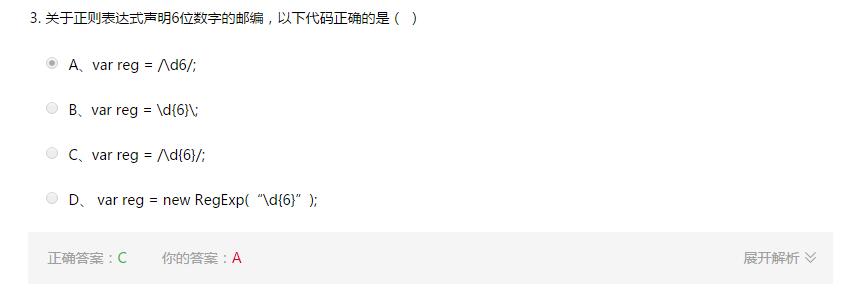 3. 关于正则表达式声明6位数字的邮编，以下代码正确的是（  ）
A、var reg = /\d6/;
B、var reg = \d{6}\;
C、var reg = /\d{6}/;
D、 var reg = new RegExp(“\d{6}”);
正确答案：C 你的答案：A 展开解析